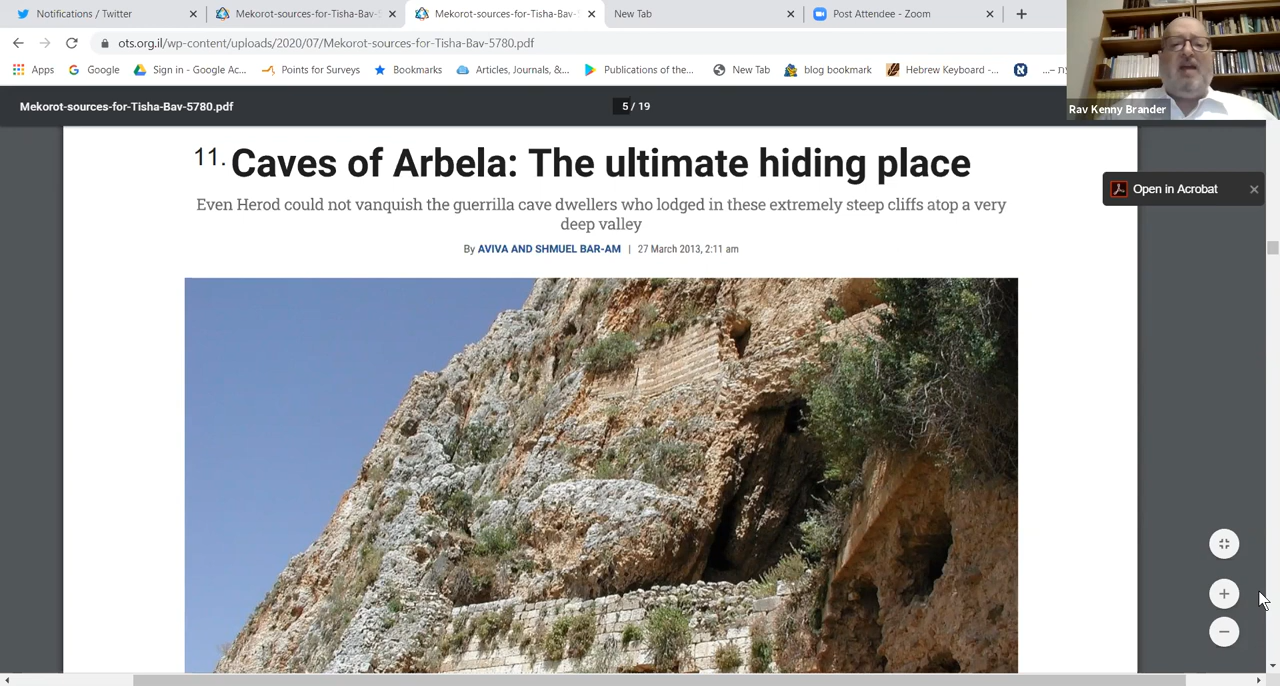 Notifications / Twitter
Mekorot-sources-for-Tisha-Bav-5
Mekorot-sources-for-Tisha-Bav-
New Tab
Post Attendee - Zoom
ots.org.il/wp-content/uploads/2020/07/Mekorot-sources-for-Tisha-Bav-5780.pdf
Apps Google Sign in - Google Ac... Points for Surveys Bookmarks Articles, Journals, &... Publications of the... New Tab blog bookmark Hebrew Keyboard -...
Rav Kenny Brander
Mekorot-sources-for-Tisha-Bav-5780.pdf
5 / 19
Open in Acrobat
11. Caves of Arbela: The ultimate hiding place
Even Herod could not vanquish the guerrilla cave dwellers who lodged in these extremely steep cliffs atop a very
deep valley
By AVIVA AND SHMUEL BAR-AM | 27 March 2013, 2:11 am